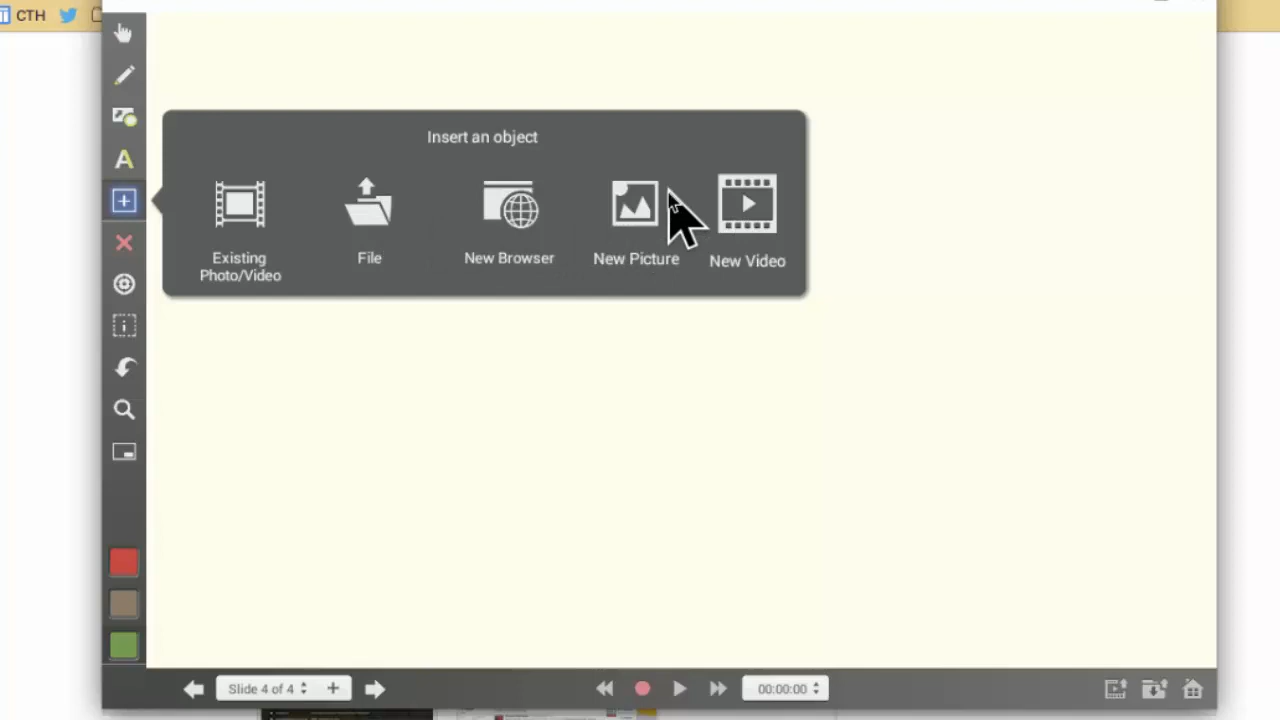 CTH
Insert an object
Existing
Photo/Video
File
New Browser
New Picture
New Video
A
Slide 4 of 4
00:00:00